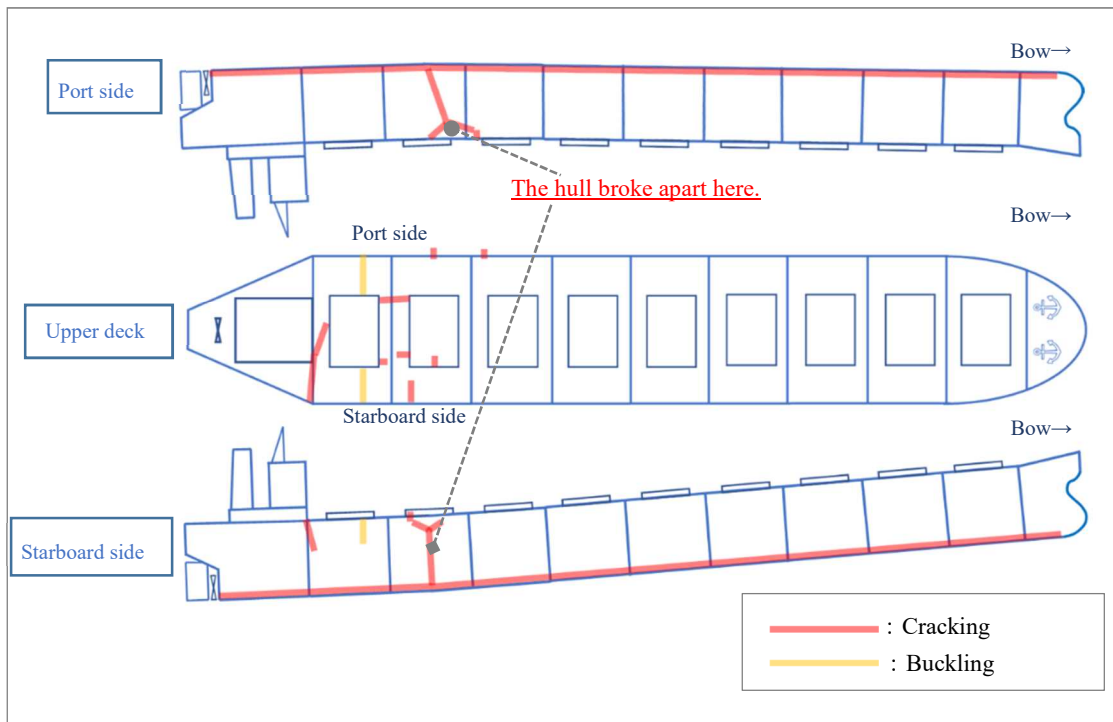 Bow→
Port side
The hull broke apart here.
Bow→
Port side
Upper deck
Starboard side
Bow→
Starboard side
: Cracking
: Buckling